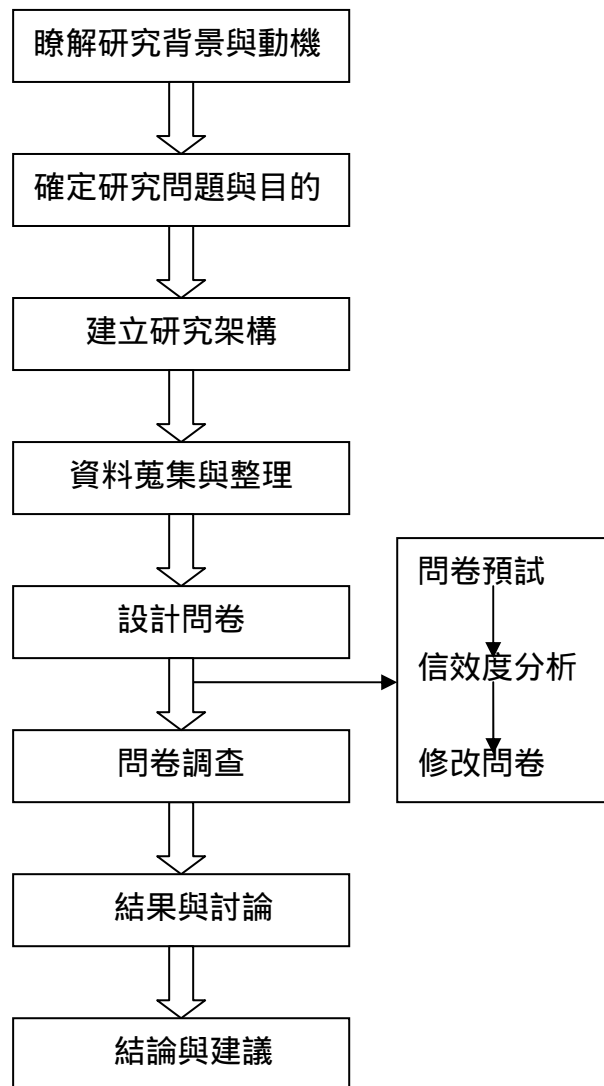 瞭解研究背景與動機
確定研究問題與目的
建立研究架構
資料蒐集與整理
設計問卷
問卷預試
信效度分析
修改問卷
問卷調查
結果與討論
結論與建議